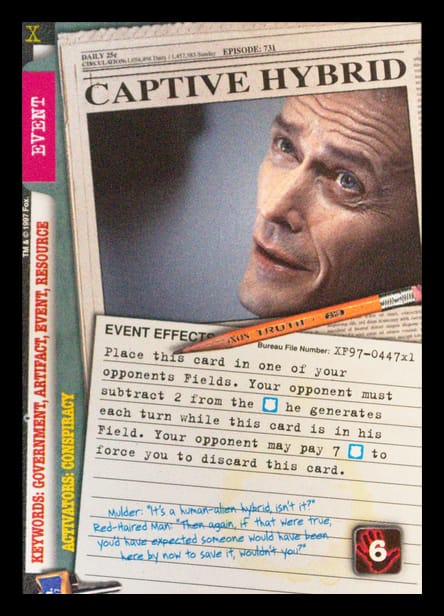 X
EVENT
TM & © 1997 Fox.
KEYWORDS: GOVERNMENT, ARTIFACT, EVENT, RESOURCE
ACTIVATORS: CONSPIRACY
DAILY 25¢
EPISODE: 731
CAPTIVE HYBRID
TRUTH
EVENT EFFECTS
Bureau File Number: XF97-0447x1
Place this card in one of your
opponents Fields. Your opponent must
subtract 2 from the he generates
each turn while this card is in his
Field. Your opponent may pay 7 to
force you to discard this card.
Mulder: "It's a human-alien hybrid, isn't it?"
Red-Haired Man: "Then again, if that were true,
you'd have expected someone would have been
here by now to save it, wouldn't you?"
6